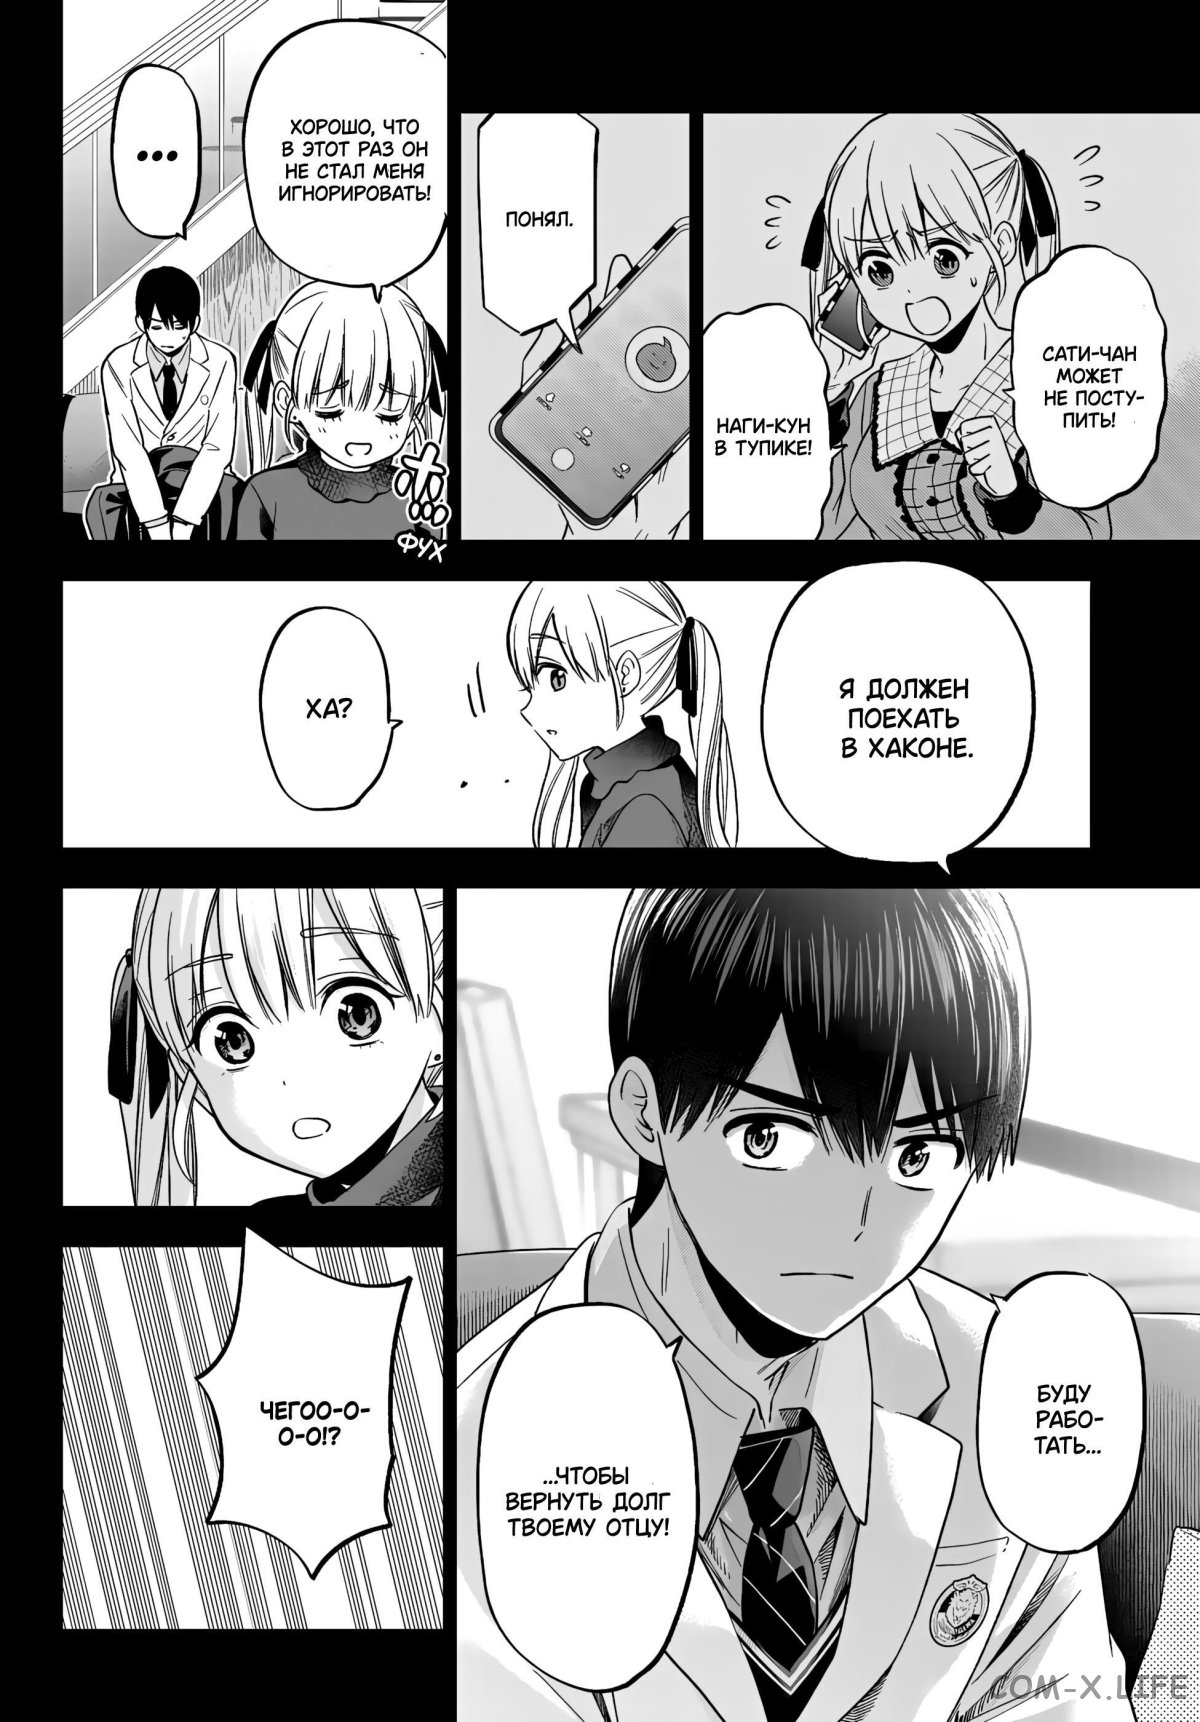 САТИ-ЧАН
МОЖЕТ
НЕ ПОСТУ-
ПИТЬ!
НАГИ-КУН
В ТУПИКЕ!
ПОНЯЛ.
ХОРОШО, ЧТО
В ЭТОТ РАЗ ОН
НЕ СТАЛ МЕНЯ
ИГНОРИРОВАТЬ!
...
ФУХ
Я ДОЛЖЕН
ПОЕХАТЬ
В ХАКОНЕ.
ХА?
БУДУ
РАБО-
ТАТЬ...
...ЧТОБЫ
ВЕРНУТЬ ДОЛГ
ТВОЕМУ ОТЦУ!
ЧЕГОО-О-
О-О!?
COM-X.LIFE